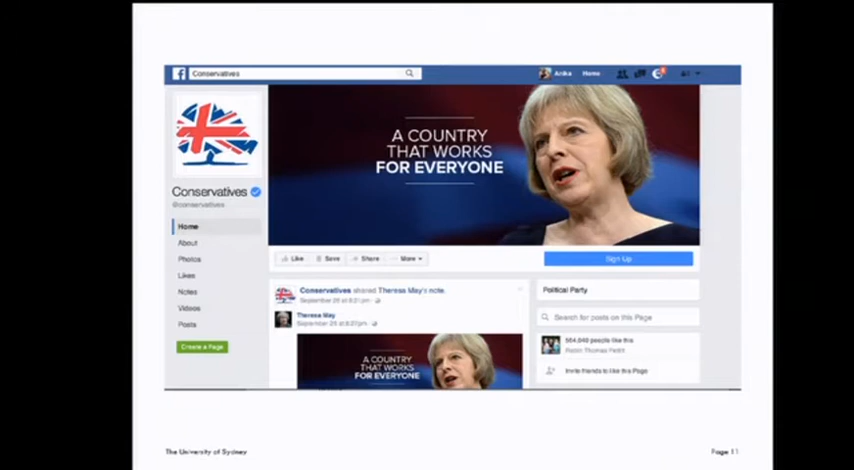 Conservatives
Anika Home
A COUNTRY
THAT WORKS
FOR EVERYONE
Conservatives
@conservatives
Home
About
Photos
Likes
Notes
Videos
Posts
Create a Page
Like Save Share More
Sign Up
Conservatives shared Theresa May's note.
Theresa May
A COUNTRY
THAT WORKS
FOR EVERYONE
Political Party
Search for posts on this Page
people like this
Invite friends to like this Page
The University of Sydney
Page 11